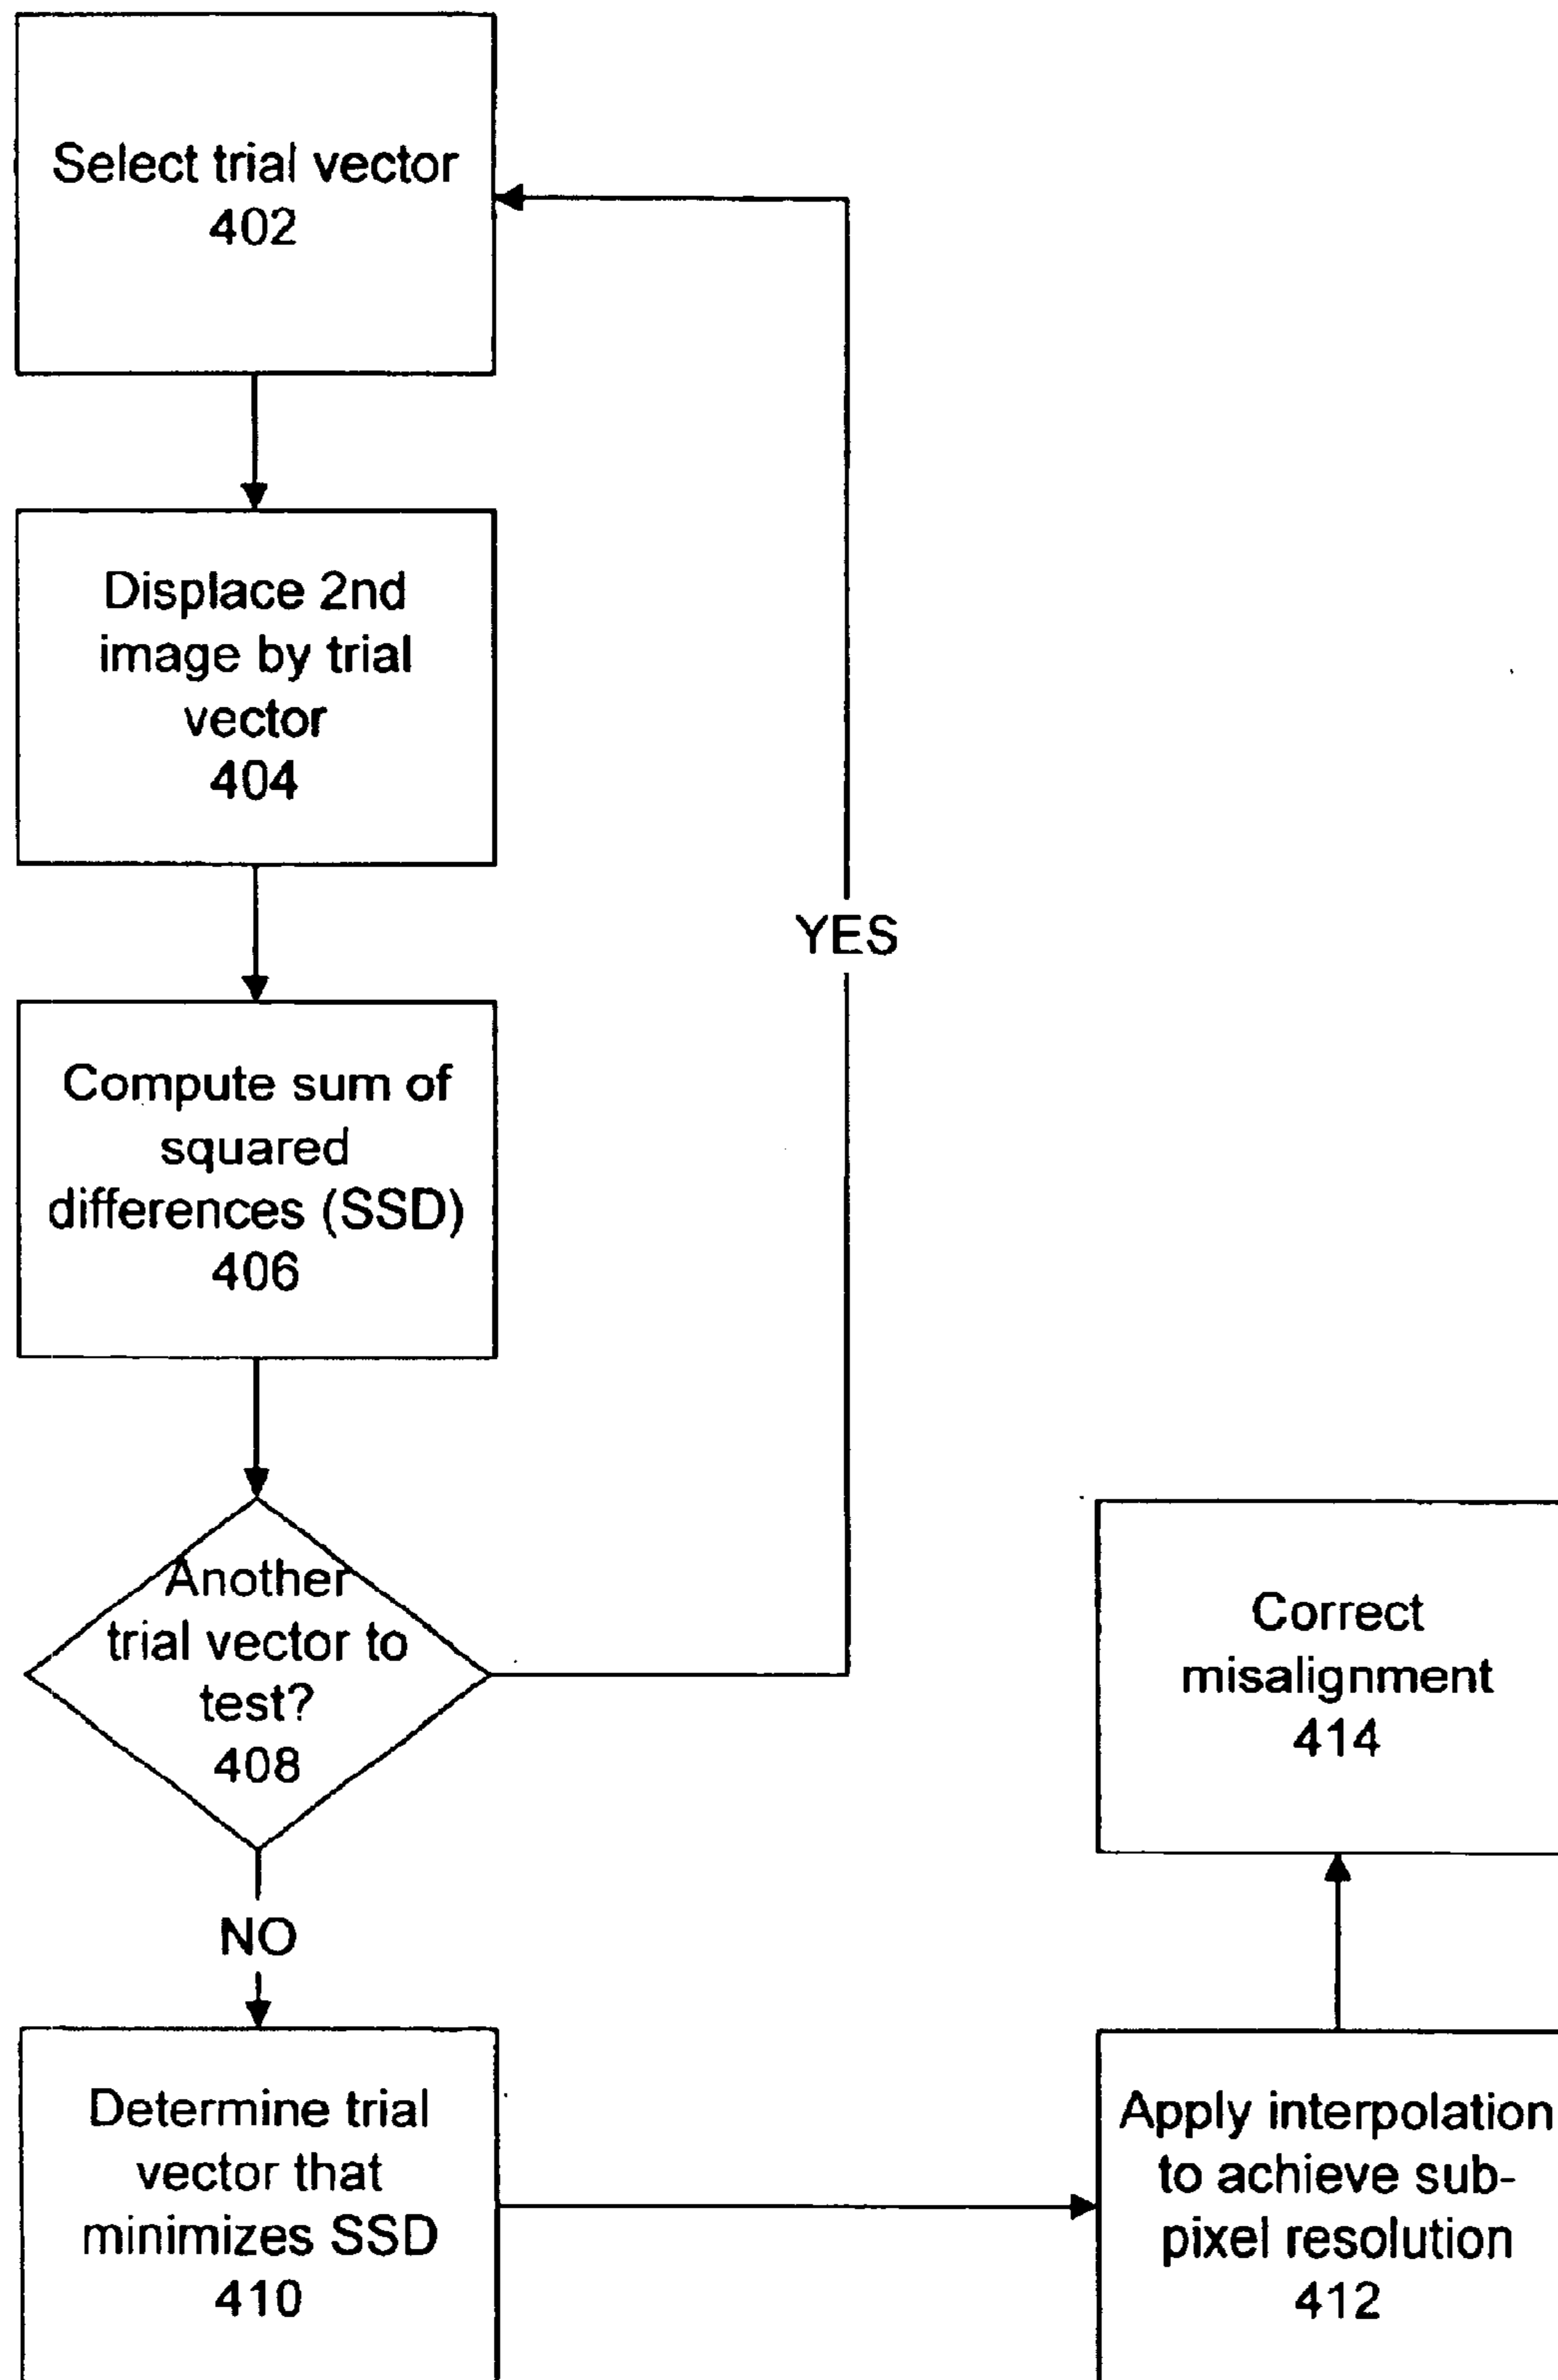 Select trial vector
402
Displace 2nd
image by trial
vector
404
Compute sum of
squared
differences (SSD)
406
YES
Another
trial vector to
test?
408
NO
Determine trial
vector that
minimizes SSD
410
Apply interpolation
to achieve sub-
pixel resolution
412
Correct
misalignment
414